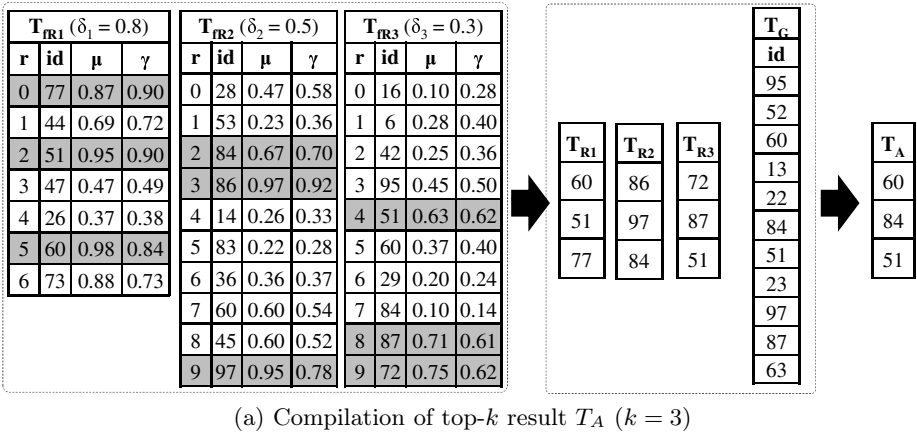 T_fR1 (δ1 = 0.8)
r id μ γ
0 77 0.87 0.90
1 44 0.69 0.72
2 51 0.95 0.90
3 47 0.47 0.49
4 26 0.37 0.38
5 60 0.98 0.84
6 73 0.88 0.73
T_fR2 (δ2 = 0.5)
r id μ γ
0 28 0.47 0.58
1 53 0.23 0.36
2 84 0.67 0.70
3 86 0.97 0.92
4 14 0.26 0.33
5 83 0.22 0.28
6 36 0.36 0.37
7 60 0.60 0.54
8 45 0.60 0.52
9 97 0.95 0.78
T_fR3 (δ3 = 0.3)
r id μ γ
0 16 0.10 0.28
1 6 0.28 0.40
2 42 0.25 0.36
3 95 0.45 0.50
4 51 0.63 0.62
5 60 0.37 0.40
6 29 0.20 0.24
7 84 0.10 0.14
8 87 0.71 0.61
9 72 0.75 0.62
T_R1
60
51
77
T_R2
86
97
84
T_R3
72
87
51
T_G
id
95
52
60
13
22
84
51
23
97
87
63
T_A
60
84
51
(a) Compilation of top-k result T_A (k = 3)